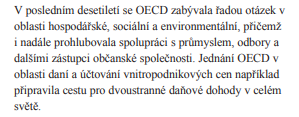 V posledním desetiletí se OECD zabývala řadou otázek v
oblasti hospodářské, sociální a environmentální, přičemž
i nadále prohlubovala spolupráci s průmyslem, odbory a
dalšími zástupci občanské společnosti. Jednání OECD v
oblasti daní a účtování vnitropodnikových cen například
připravila cestu pro dvoustranné daňové dohody v celém
světě.